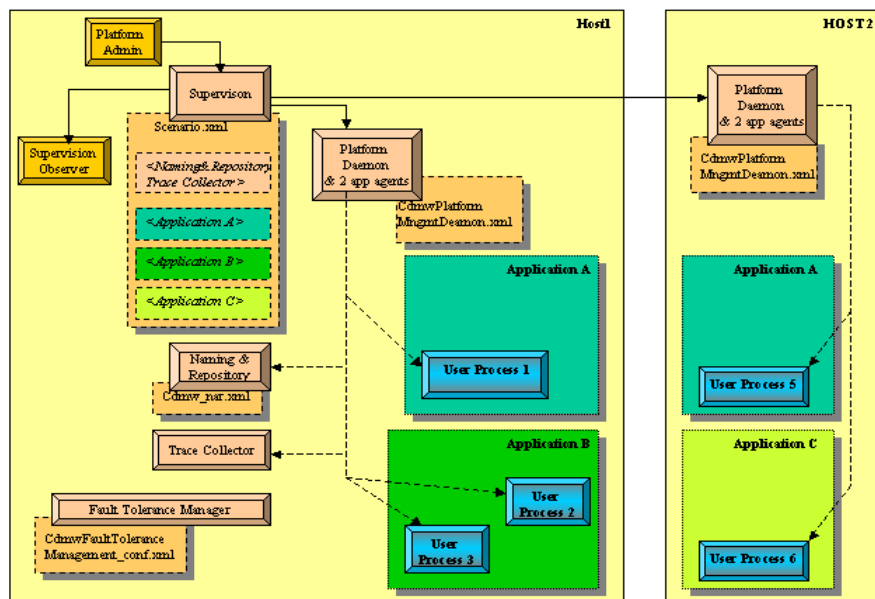 Host1
HOST2
Platform
Admin
Supervison
Supervision
Observer
Scenario.xml
<Naming&Repository
Trace Collector>
<Application A>
<Application B>
<Application C>
Platform
Daemon
& 2 app agents
CdmwPlatform
MngmtDeamon.xml
Platform
Daemon
& 2 app agents
CdmwPlatform
MngmtDeamon.xml
Application A
User Process 1
Application A
User Process 5
Naming &
Repository
Cdmw_nar.xml
Trace Collector
Fault Tolerance Manager
CdmwFaultTolerance
Management_conf.xml
Application B
User
Process 2
User
Process 3
Application C
User Process 6